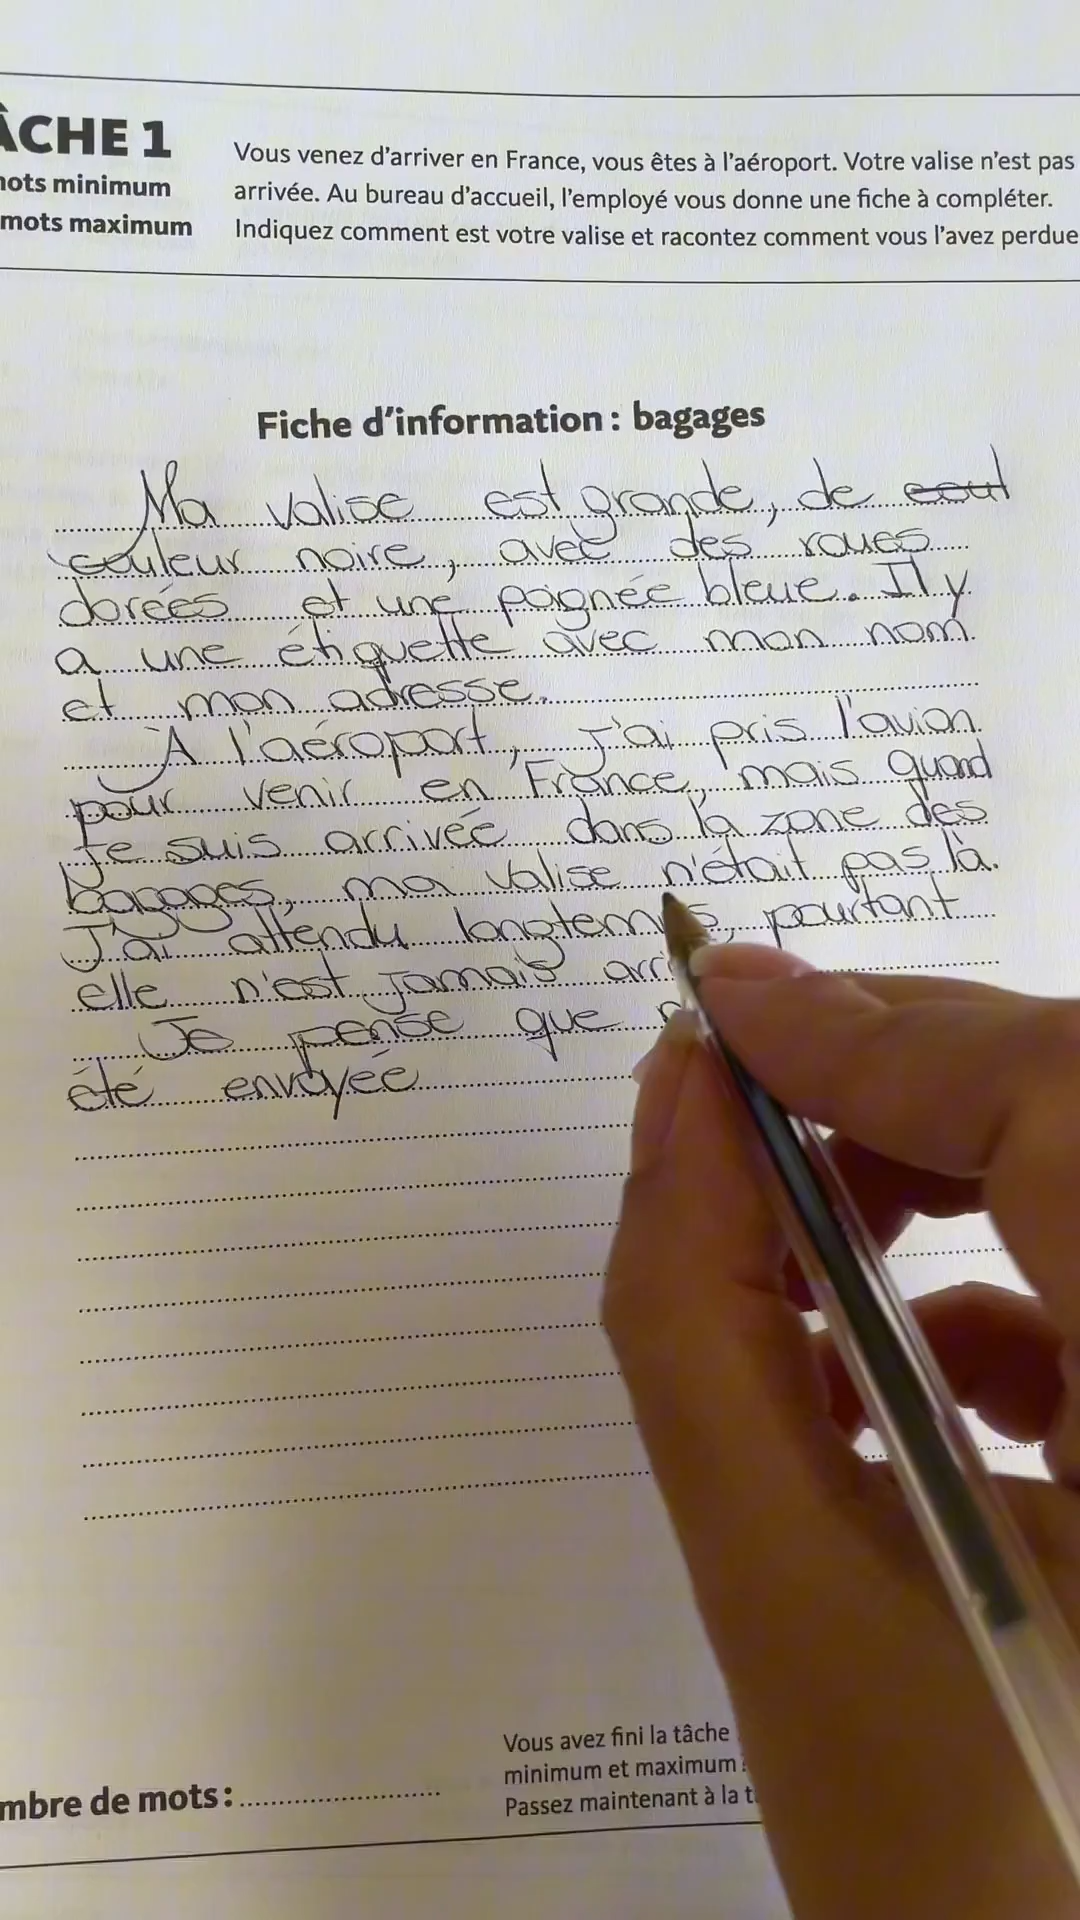 ÂCHE 1
mots minimum
mots maximum
Vous venez d'arriver en France, vous êtes à l'aéroport. Votre valise n'est pas
arrivée. Au bureau d'accueil, l'employé vous donne une fiche à compléter.
Indiquez comment est votre valise et racontez comment vous l'avez perdue
Fiche d'information : bagages
Ma valise est grande, de coul
couleur noire, avec des roues
dorées et une poignée bleue. Il y
a une étiquette avec mon nom
et mon adresse.
À l'aéroport, j'ai pris l'avion
pour venir en France, mais quand
je suis arrivée dans la zone des
bagages, ma valise n'était pas là.
J'ai attendu longtemps, pourtant
elle n'est jamais arri
Je pense que
été envoyée
mbre de mots :
Vous avez fini la tâche
minimum et maximum
Passez maintenant à la t